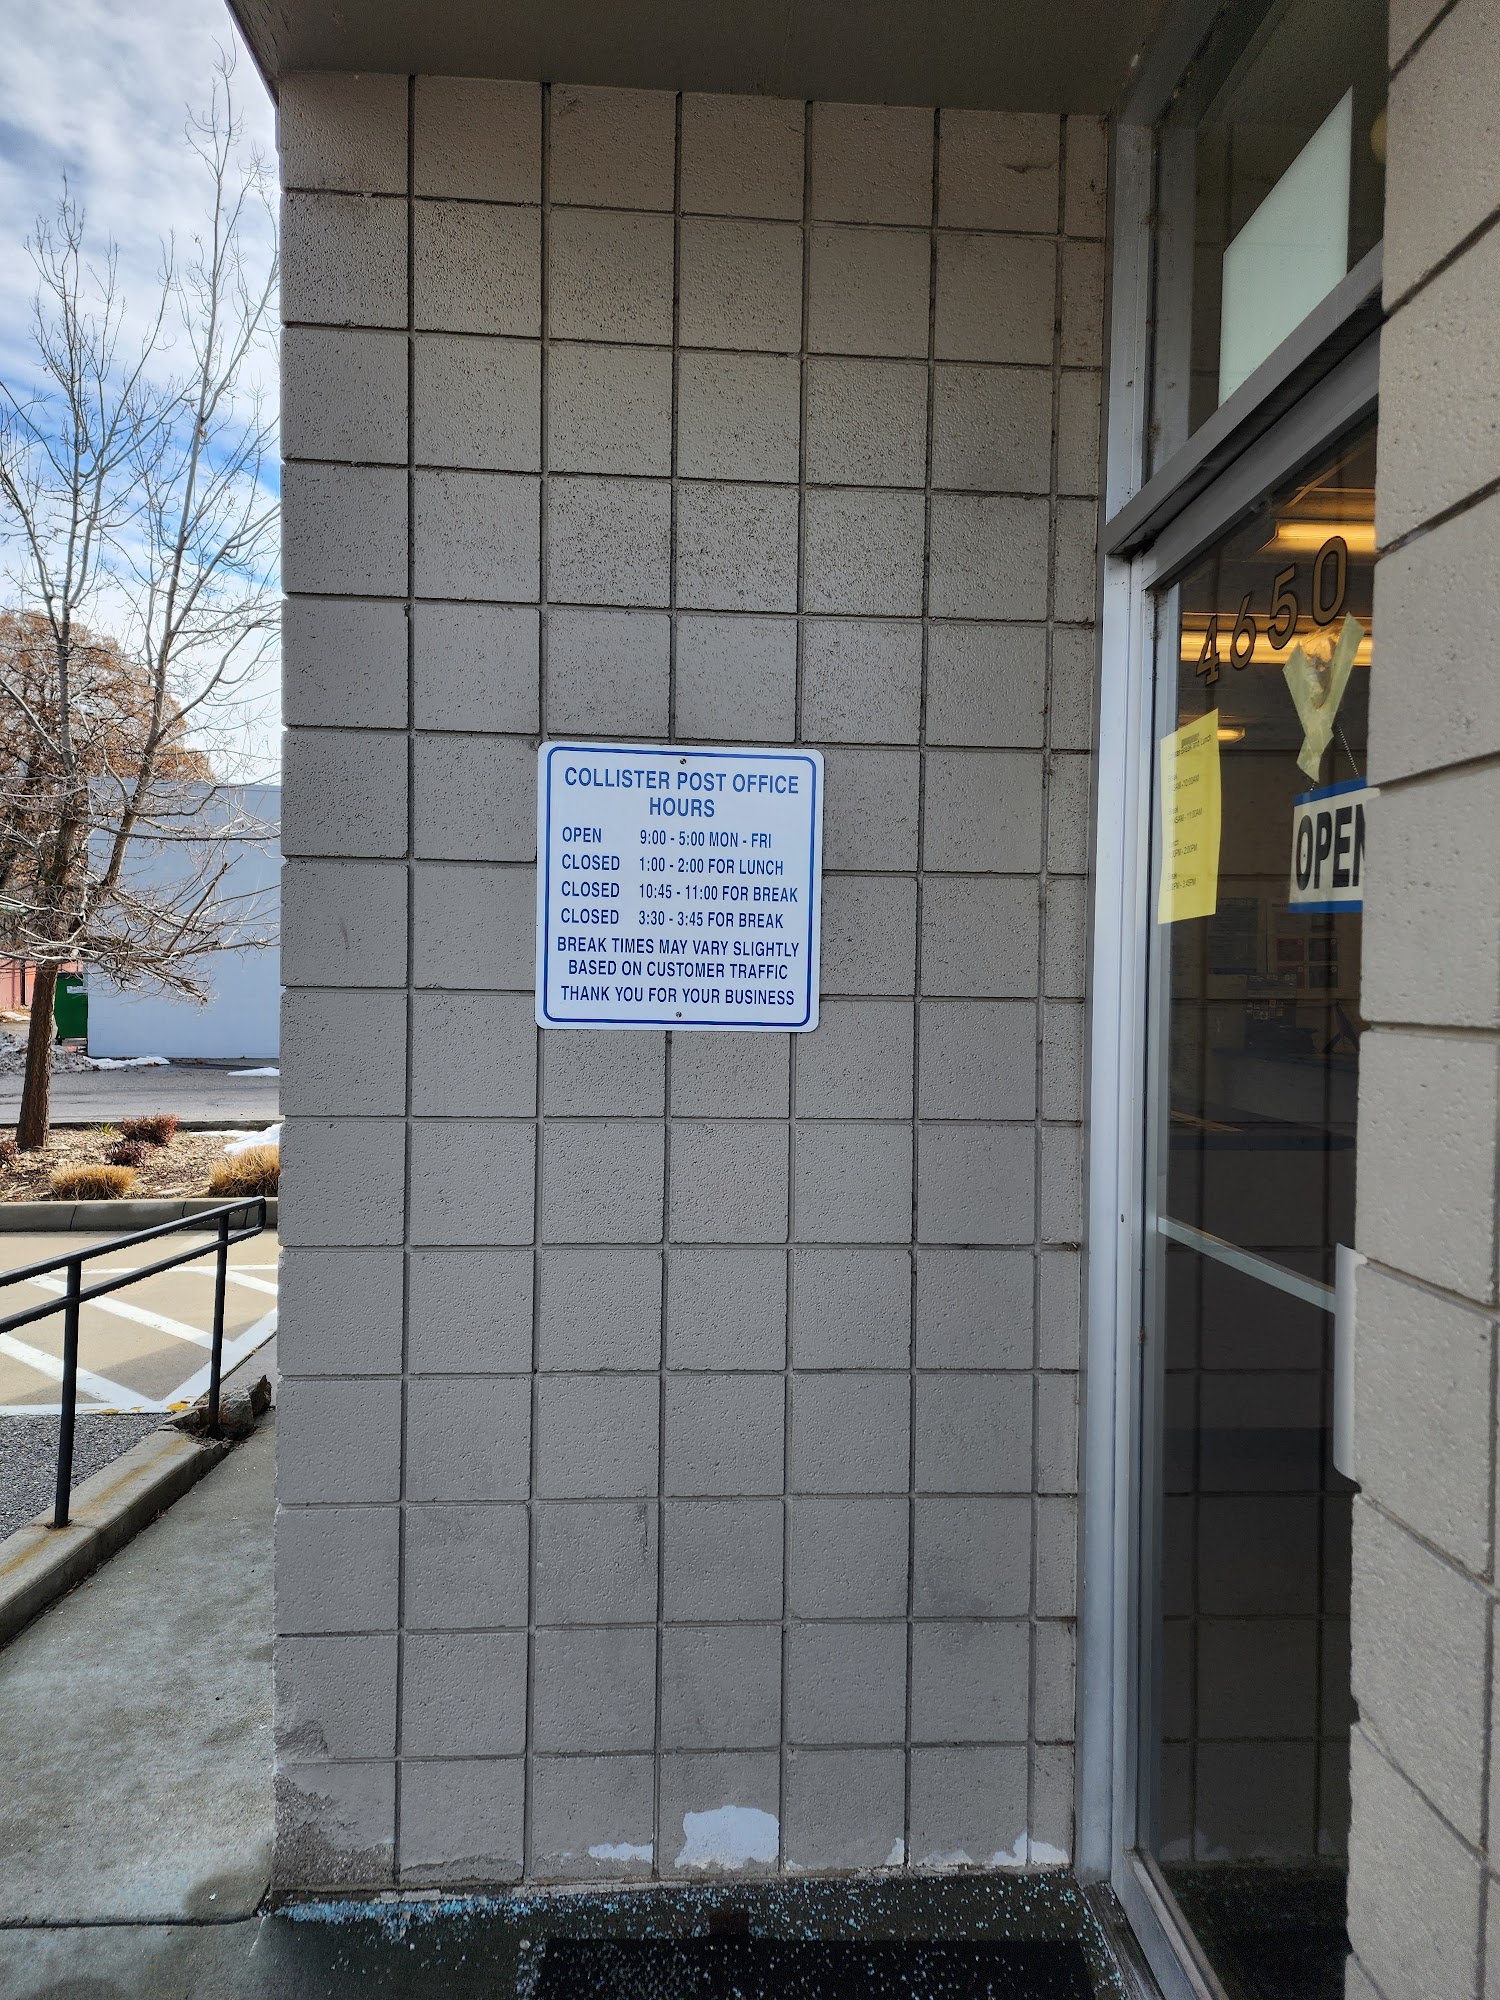 COLLISTER POST OFFICE
HOURS
OPEN 9:00 - 5:00 MON - FRI
CLOSED 1:00 - 2:00 FOR LUNCH
CLOSED 10:45 - 11:00 FOR BREAK
CLOSED 3:30 - 3:45 FOR BREAK
BREAK TIMES MAY VARY SLIGHTLY
BASED ON CUSTOMER TRAFFIC
THANK YOU FOR YOUR BUSINESS
4650
OPEN